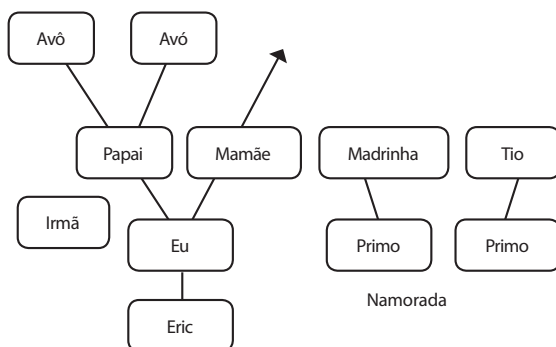 Avô
Avó
Papai
Mamãe
Madrinha
Tio
Irmã
Eu
Primo
Primo
Namorada
Eric